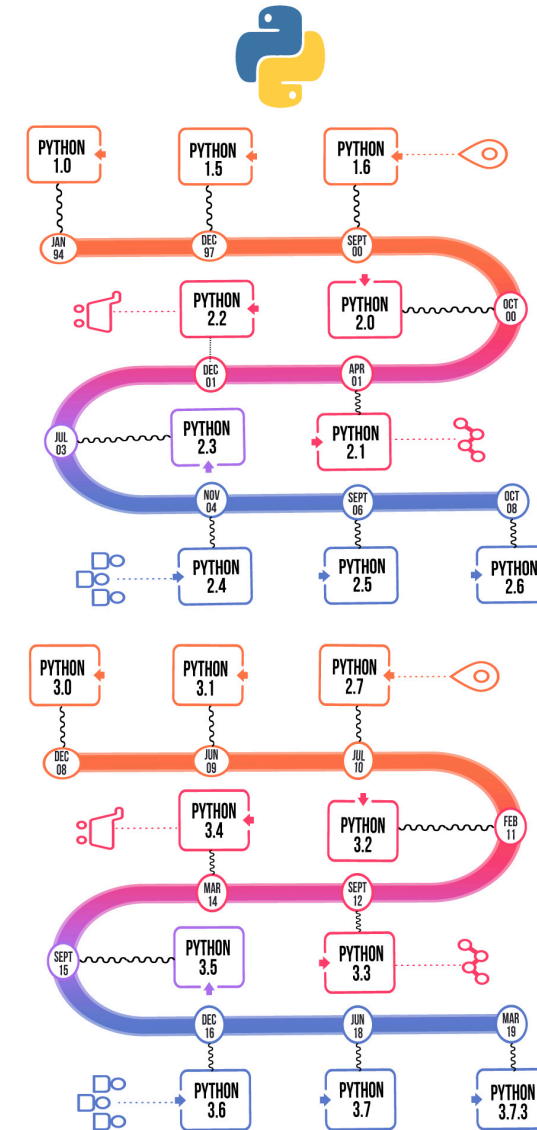 PYTHON
1.0
PYTHON
1.5
PYTHON
1.6
JAN
94
DEC
97
SEPT
00
PYTHON
2.2
PYTHON
2.0
OCT
00
DEC
01
APR
01
JUL
03
PYTHON
2.3
PYTHON
2.1
NOV
04
SEPT
06
OCT
08
PYTHON
2.4
PYTHON
2.5
PYTHON
2.6
PYTHON
3.0
PYTHON
3.1
PYTHON
2.7
DEC
08
JUN
09
JUL
10
PYTHON
3.4
PYTHON
3.2
FEB
11
MAR
14
SEPT
12
SEPT
15
PYTHON
3.5
PYTHON
3.3
DEC
16
JUN
18
MAR
19
PYTHON
3.6
PYTHON
3.7
PYTHON
3.7.3